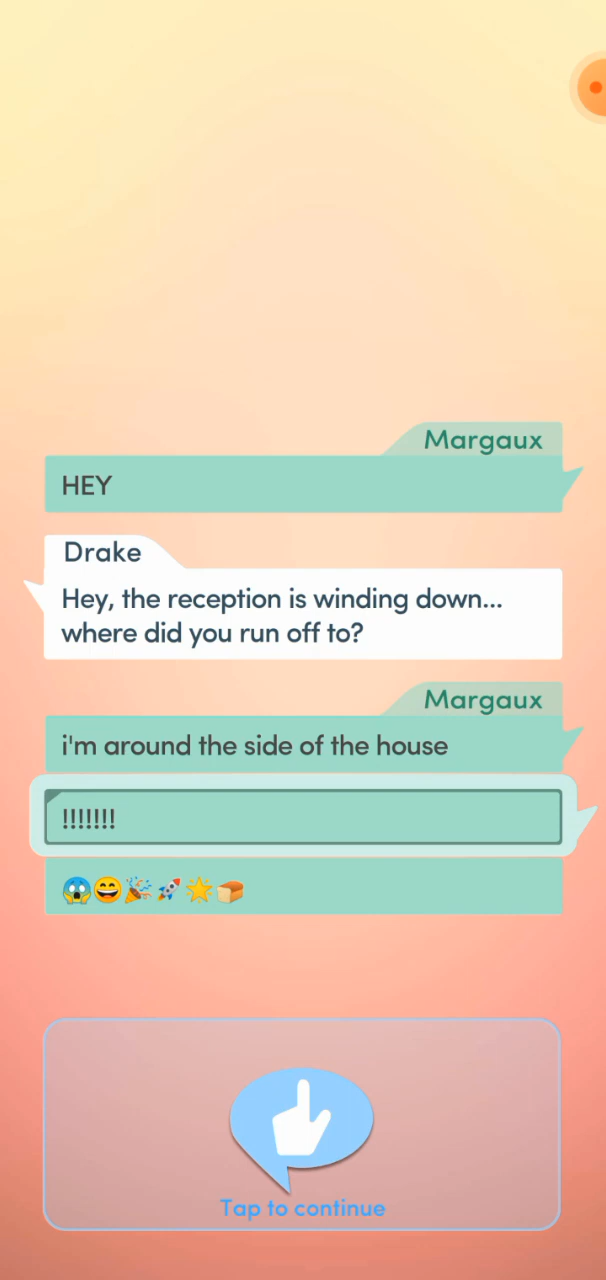 Margaux
HEY
Drake
Hey, the reception is winding down...
where did you run off to?
Margaux
i'm around the side of the house
!!!!!!!
😱😄🎉🚀🌟🍞
Tap to continue